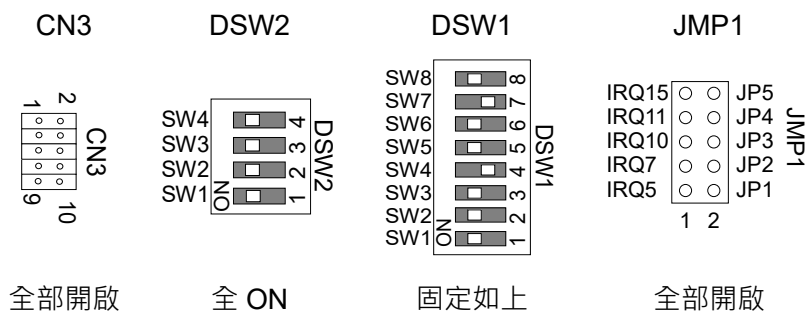 CN3
DSW2
DSW1
JMP1
1 2
CN3
9 10
SW4 4
SW3 3
SW2 2
SW1 1
ON
DSW2
SW8 8
SW7 7
SW6 6
SW5 5
SW4 4
SW3 3
SW2 2
SW1 1
ON
DSW1
IRQ15 JP5
IRQ11 JP4
IRQ10 JP3
IRQ7 JP2
IRQ5 JP1
1 2
JMP1
全部開啟
全 ON
固定如上
全部開啟